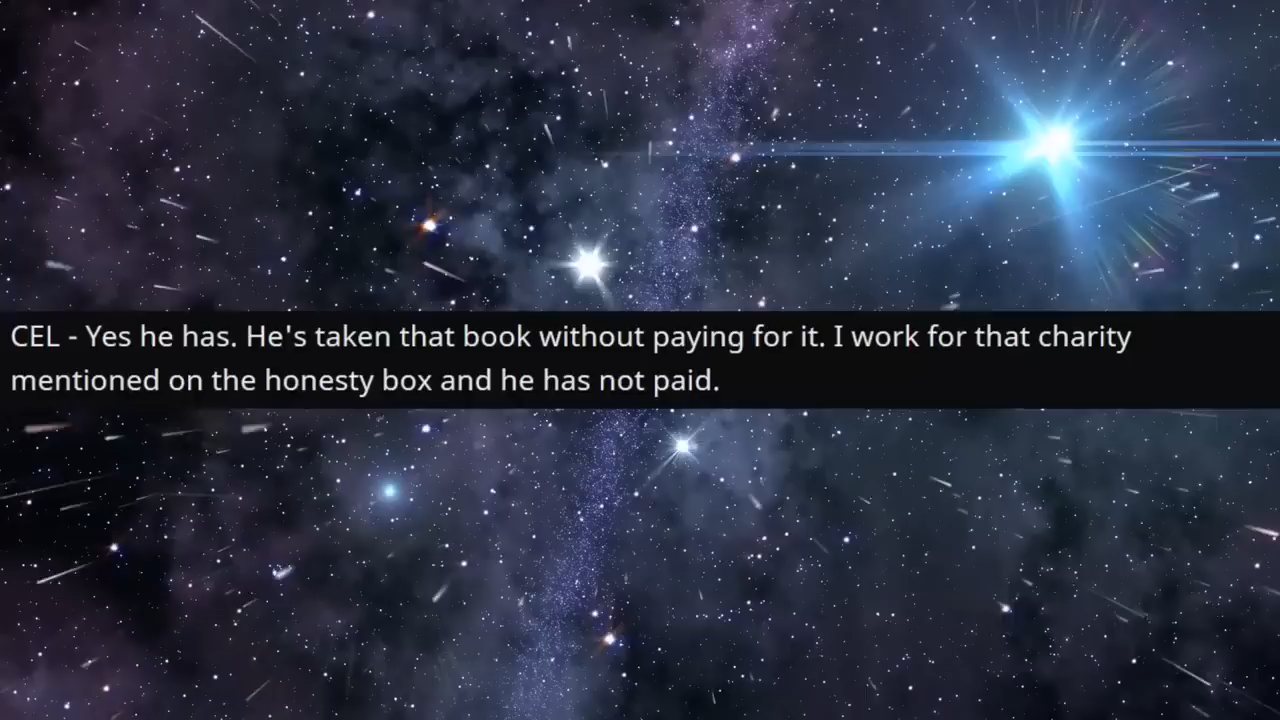 CEL - Yes he has. He's taken that book without paying for it. I work for that charity
mentioned on the honesty box and he has not paid.